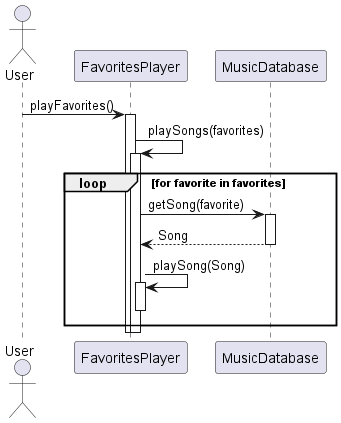 User
FavoritesPlayer
MusicDatabase
playFavorites()
playSongs(favorites)
loop
[for favorite in favorites]
getSong(favorite)
Song
playSong(Song)
User
FavoritesPlayer
MusicDatabase